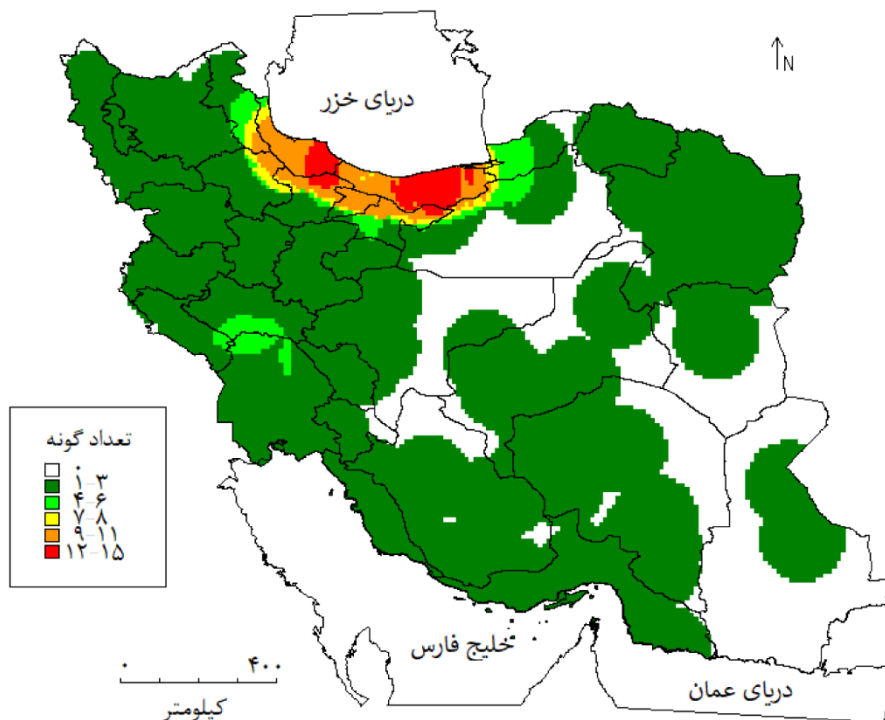 N
دریای خزر
تعداد گونه
۰
۱-۳
۴-۶
۷-۸
۹-۱۱
۱۲-۱۵
خلیج فارس
دریای عمان
۰ ۴۰۰
کیلومتر